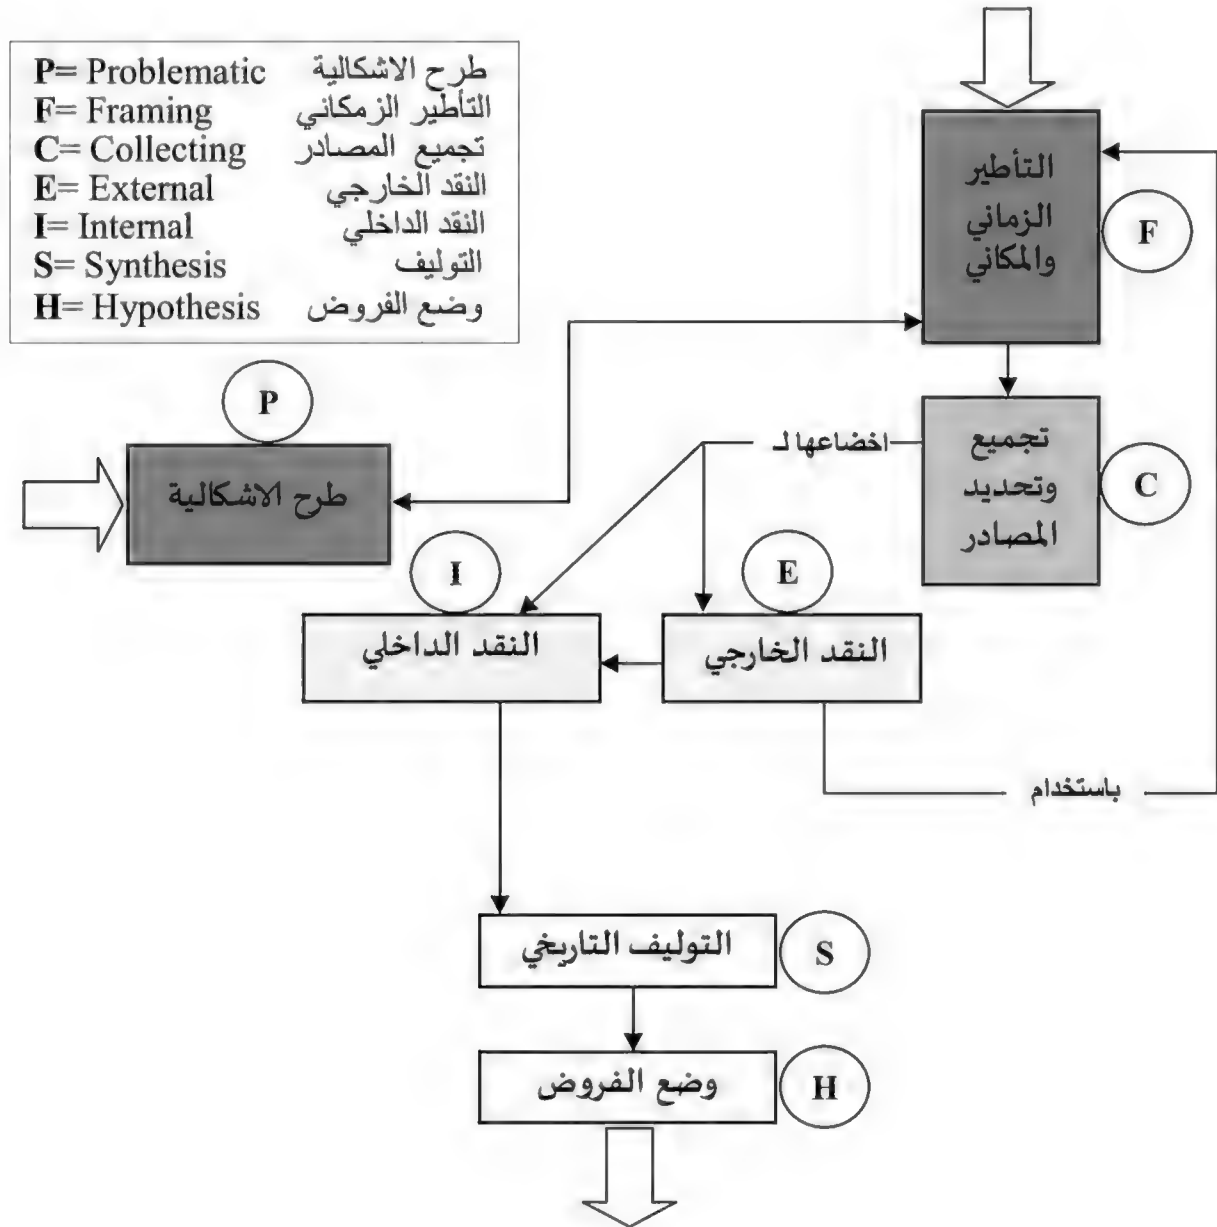 P= Problematic طرح الاشكالية
F= Framing التأطير الزمكاني
C= Collecting تجميع المصادر
E= External النقد الخارجي
I= Internal النقد الداخلي
S= Synthesis التوليف
H= Hypothesis وضع الفروض
التأطير
الزماني
والمكاني
F
P
طرح الاشكالية
اخضاعها لـ
تجميع
وتحديد
المصادر
C
I
E
النقد الداخلي
النقد الخارجي
باستخدام
التوليف التاريخي
S
وضع الفروض
H